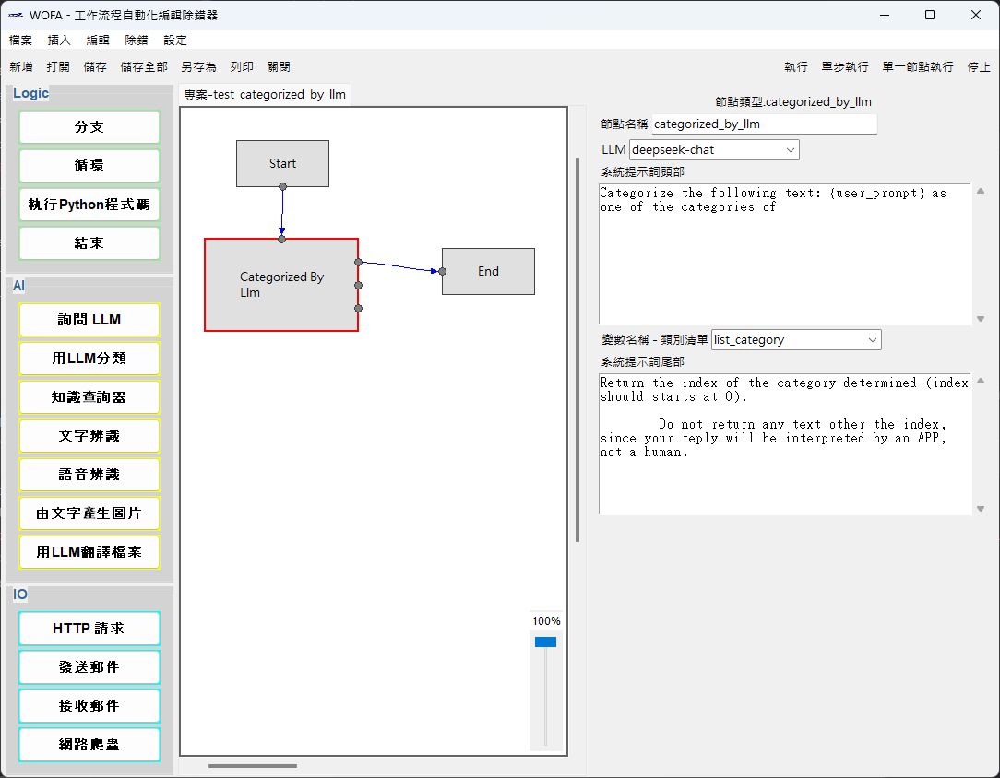 WOFA - 工作流程自動化編輯除錯器
檔案 插入 編輯 除錯 設定
新增 打開 儲存 儲存全部 另存為 列印 關閉 執行 單步執行 單一節點執行 停止
Logic
分支
循環
執行Python程式碼
結束
AI
詢問 LLM
用LLM分類
知識查詢器
文字辨識
語音辨識
由文字產生圖片
用LLM翻譯檔案
IO
HTTP 請求
發送郵件
接收郵件
網路爬蟲
專案-test_categorized_by_llm
Start
Categorized By
Llm
End
100%
節點類型:categorized_by_llm
節點名稱 categorized_by_llm
LLM deepseek-chat
系統提示詞頭部
Categorize the following text: {user_prompt} as
one of the categories of
變數名稱 - 類別清單 list_category
系統提示詞尾部
Return the index of the category determined (index
should starts at 0).
Do not return any text other the index,
since your reply will be interpreted by an APP,
not a human.